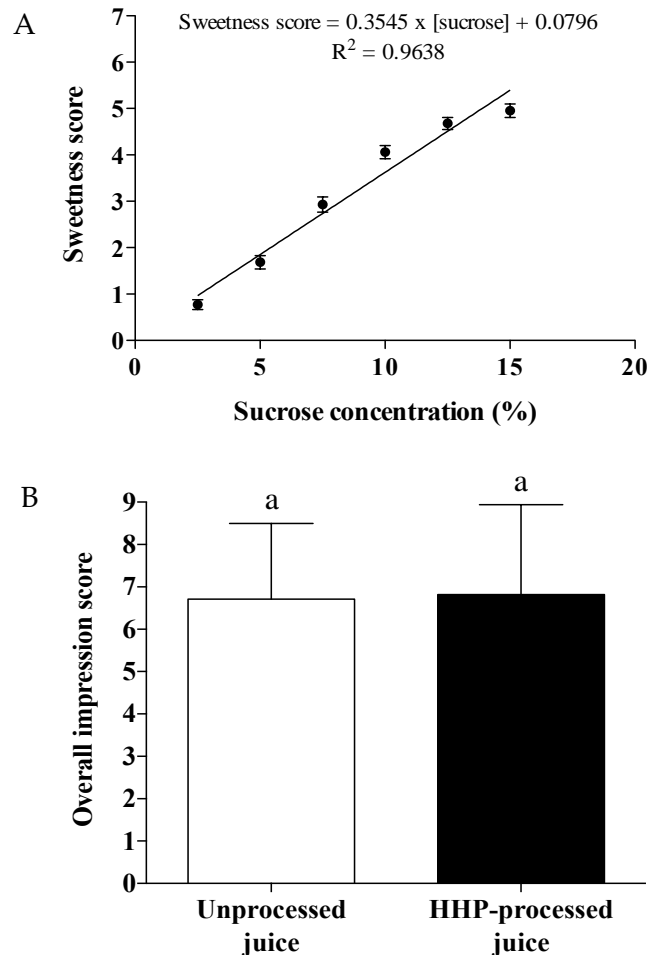 A
Sweetness score = 0.3545 x [sucrose] + 0.0796
R² = 0.9638
7
6
5
4
3
2
1
0
Sweetness score
0 5 10 15 20
Sucrose concentration (%)
B
a a
9
8
7
6
5
4
3
2
1
0
Overall impression score
Unprocessed HHP-processed
juice juice